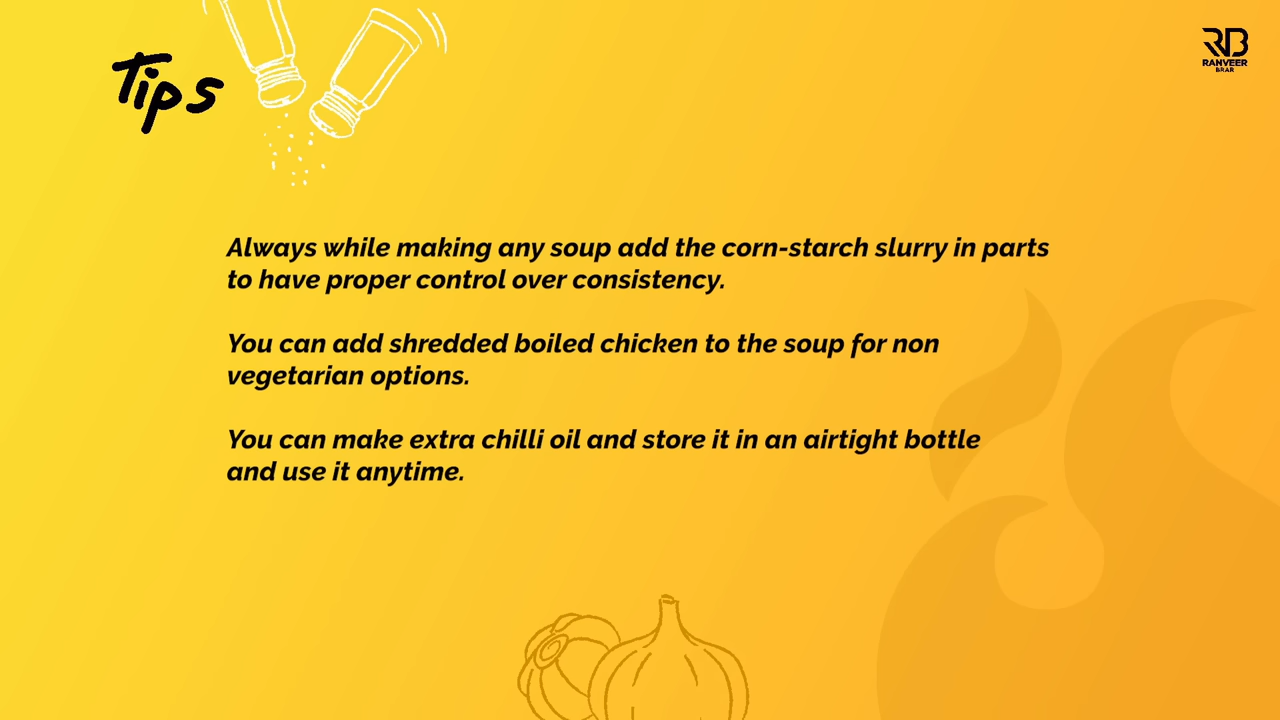 Tips
RANVEER
BRAR
Always while making any soup add the corn-starch slurry in parts
to have proper control over consistency.
You can add shredded boiled chicken to the soup for non
vegetarian options.
You can make extra chilli oil and store it in an airtight bottle
and use it anytime.